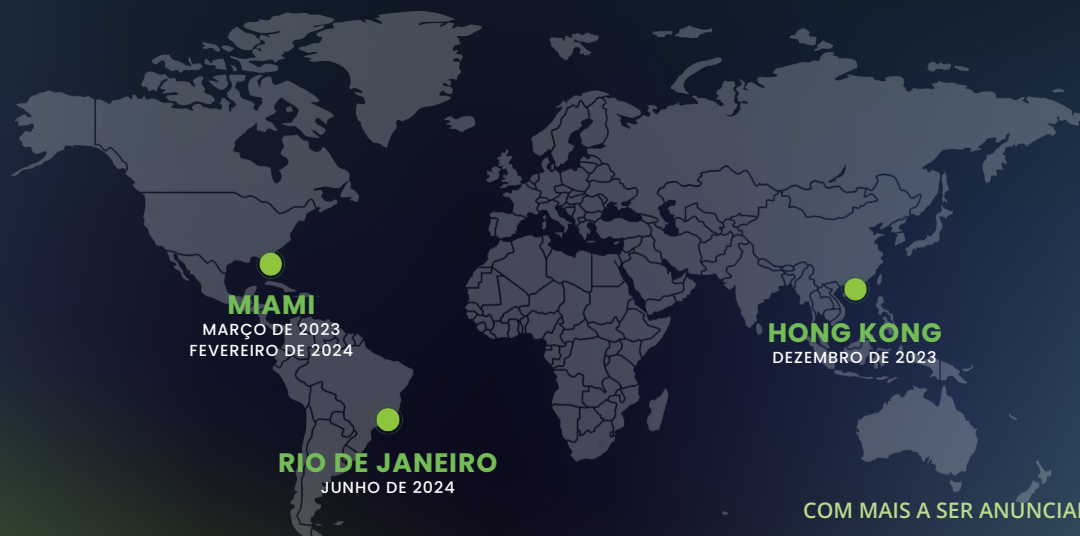 MIAMI
MARÇO DE 2023
FEVEREIRO DE 2024
HONG KONG
DEZEMBRO DE 2023
RIO DE JANEIRO
JUNHO DE 2024
COM MAIS A SER